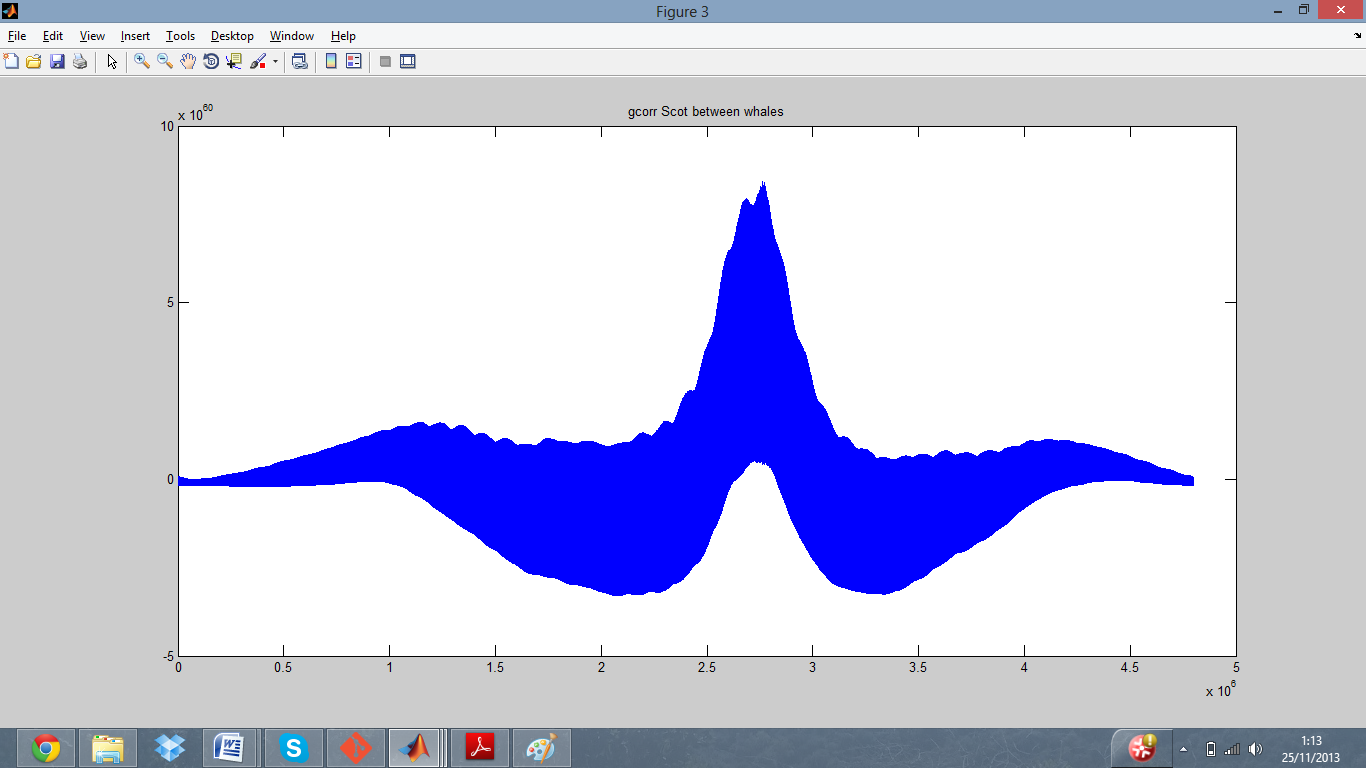 Figure 3
File Edit View Insert Tools Desktop Window Help
x 10^60
gcorr Scot between whales
10
5
0
-5
0 0.5 1 1.5 2 2.5 3 3.5 4 4.5 5
x 10^6
1:13
25/11/2013